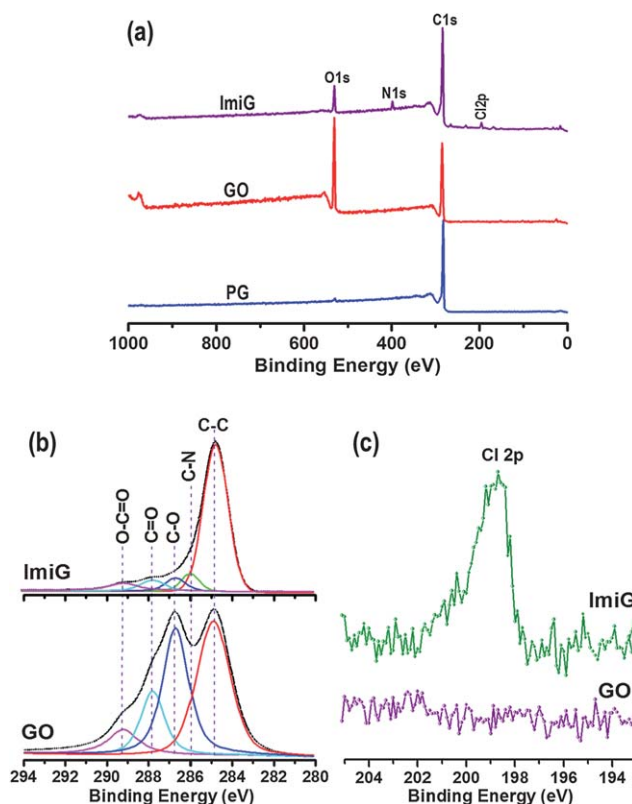 (a)
C1s
O1s
N1s
Cl2p
ImiG
GO
PG
1000 800 600 400 200 0
Binding Energy (eV)
(b)
C-C
C-N
C-O
C=O
O-C=O
ImiG
GO
294 292 290 288 286 284 282 280
Binding Energy (eV)
(c)
Cl 2p
ImiG
GO
204 202 200 198 196 194
Binding Energy (eV)